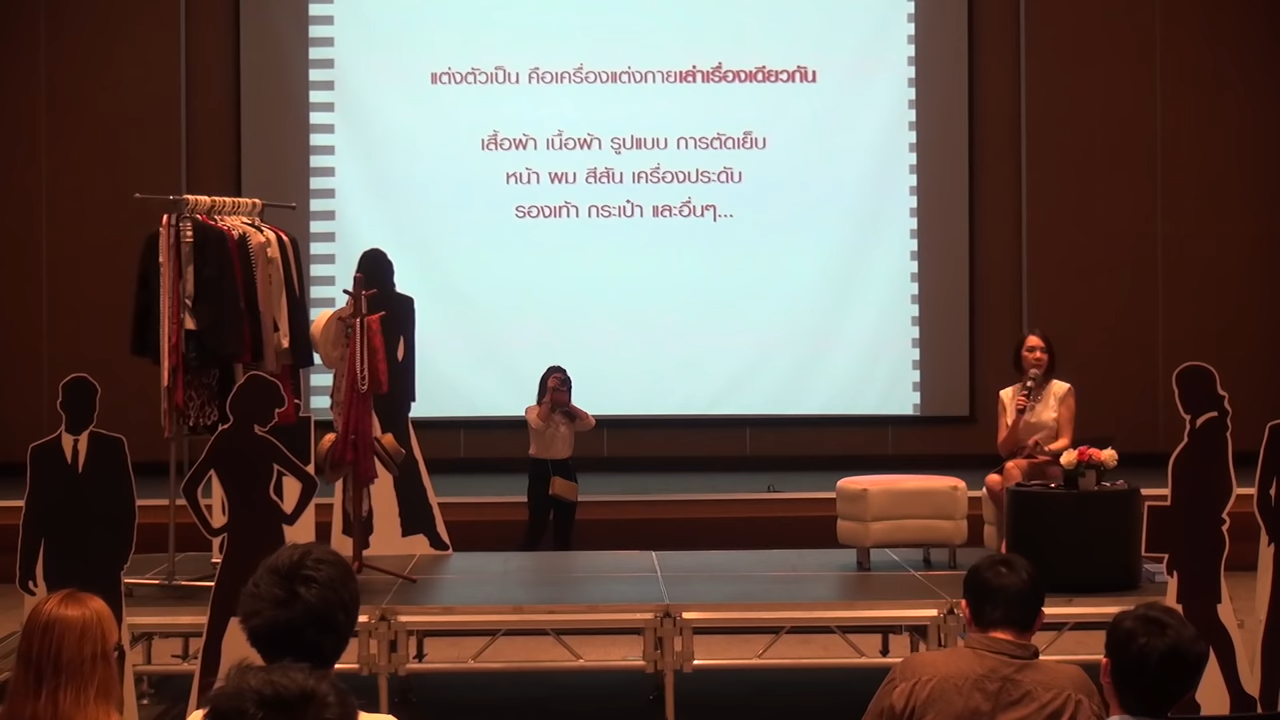 แต่งตัวเป็น คือเครื่องแต่งกายเล่าเรื่องเดียวกัน
เสื้อผ้า เนื้อผ้า รูปแบบ การตัดเย็บ
หน้า ผม สีสัน เครื่องประดับ
รองเท้า กระเป๋า และอื่นๆ...